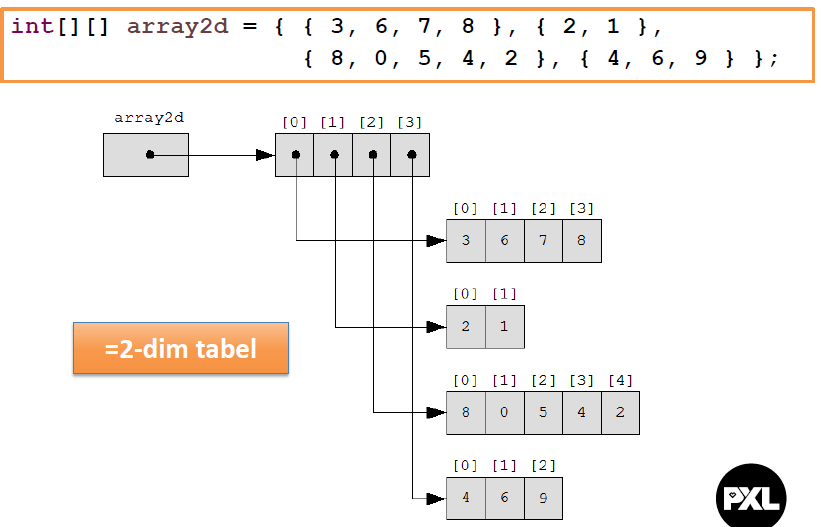 int[][] array2d = { { 3, 6, 7, 8 }, { 2, 1 },
{ 8, 0, 5, 4, 2 }, { 4, 6, 9 } };
array2d
[0] [1] [2] [3]
[0] [1] [2] [3]
3 6 7 8
[0] [1]
2 1
=2-dim tabel
[0] [1] [2] [3] [4]
8 0 5 4 2
[0] [1] [2]
4 6 9
PXL